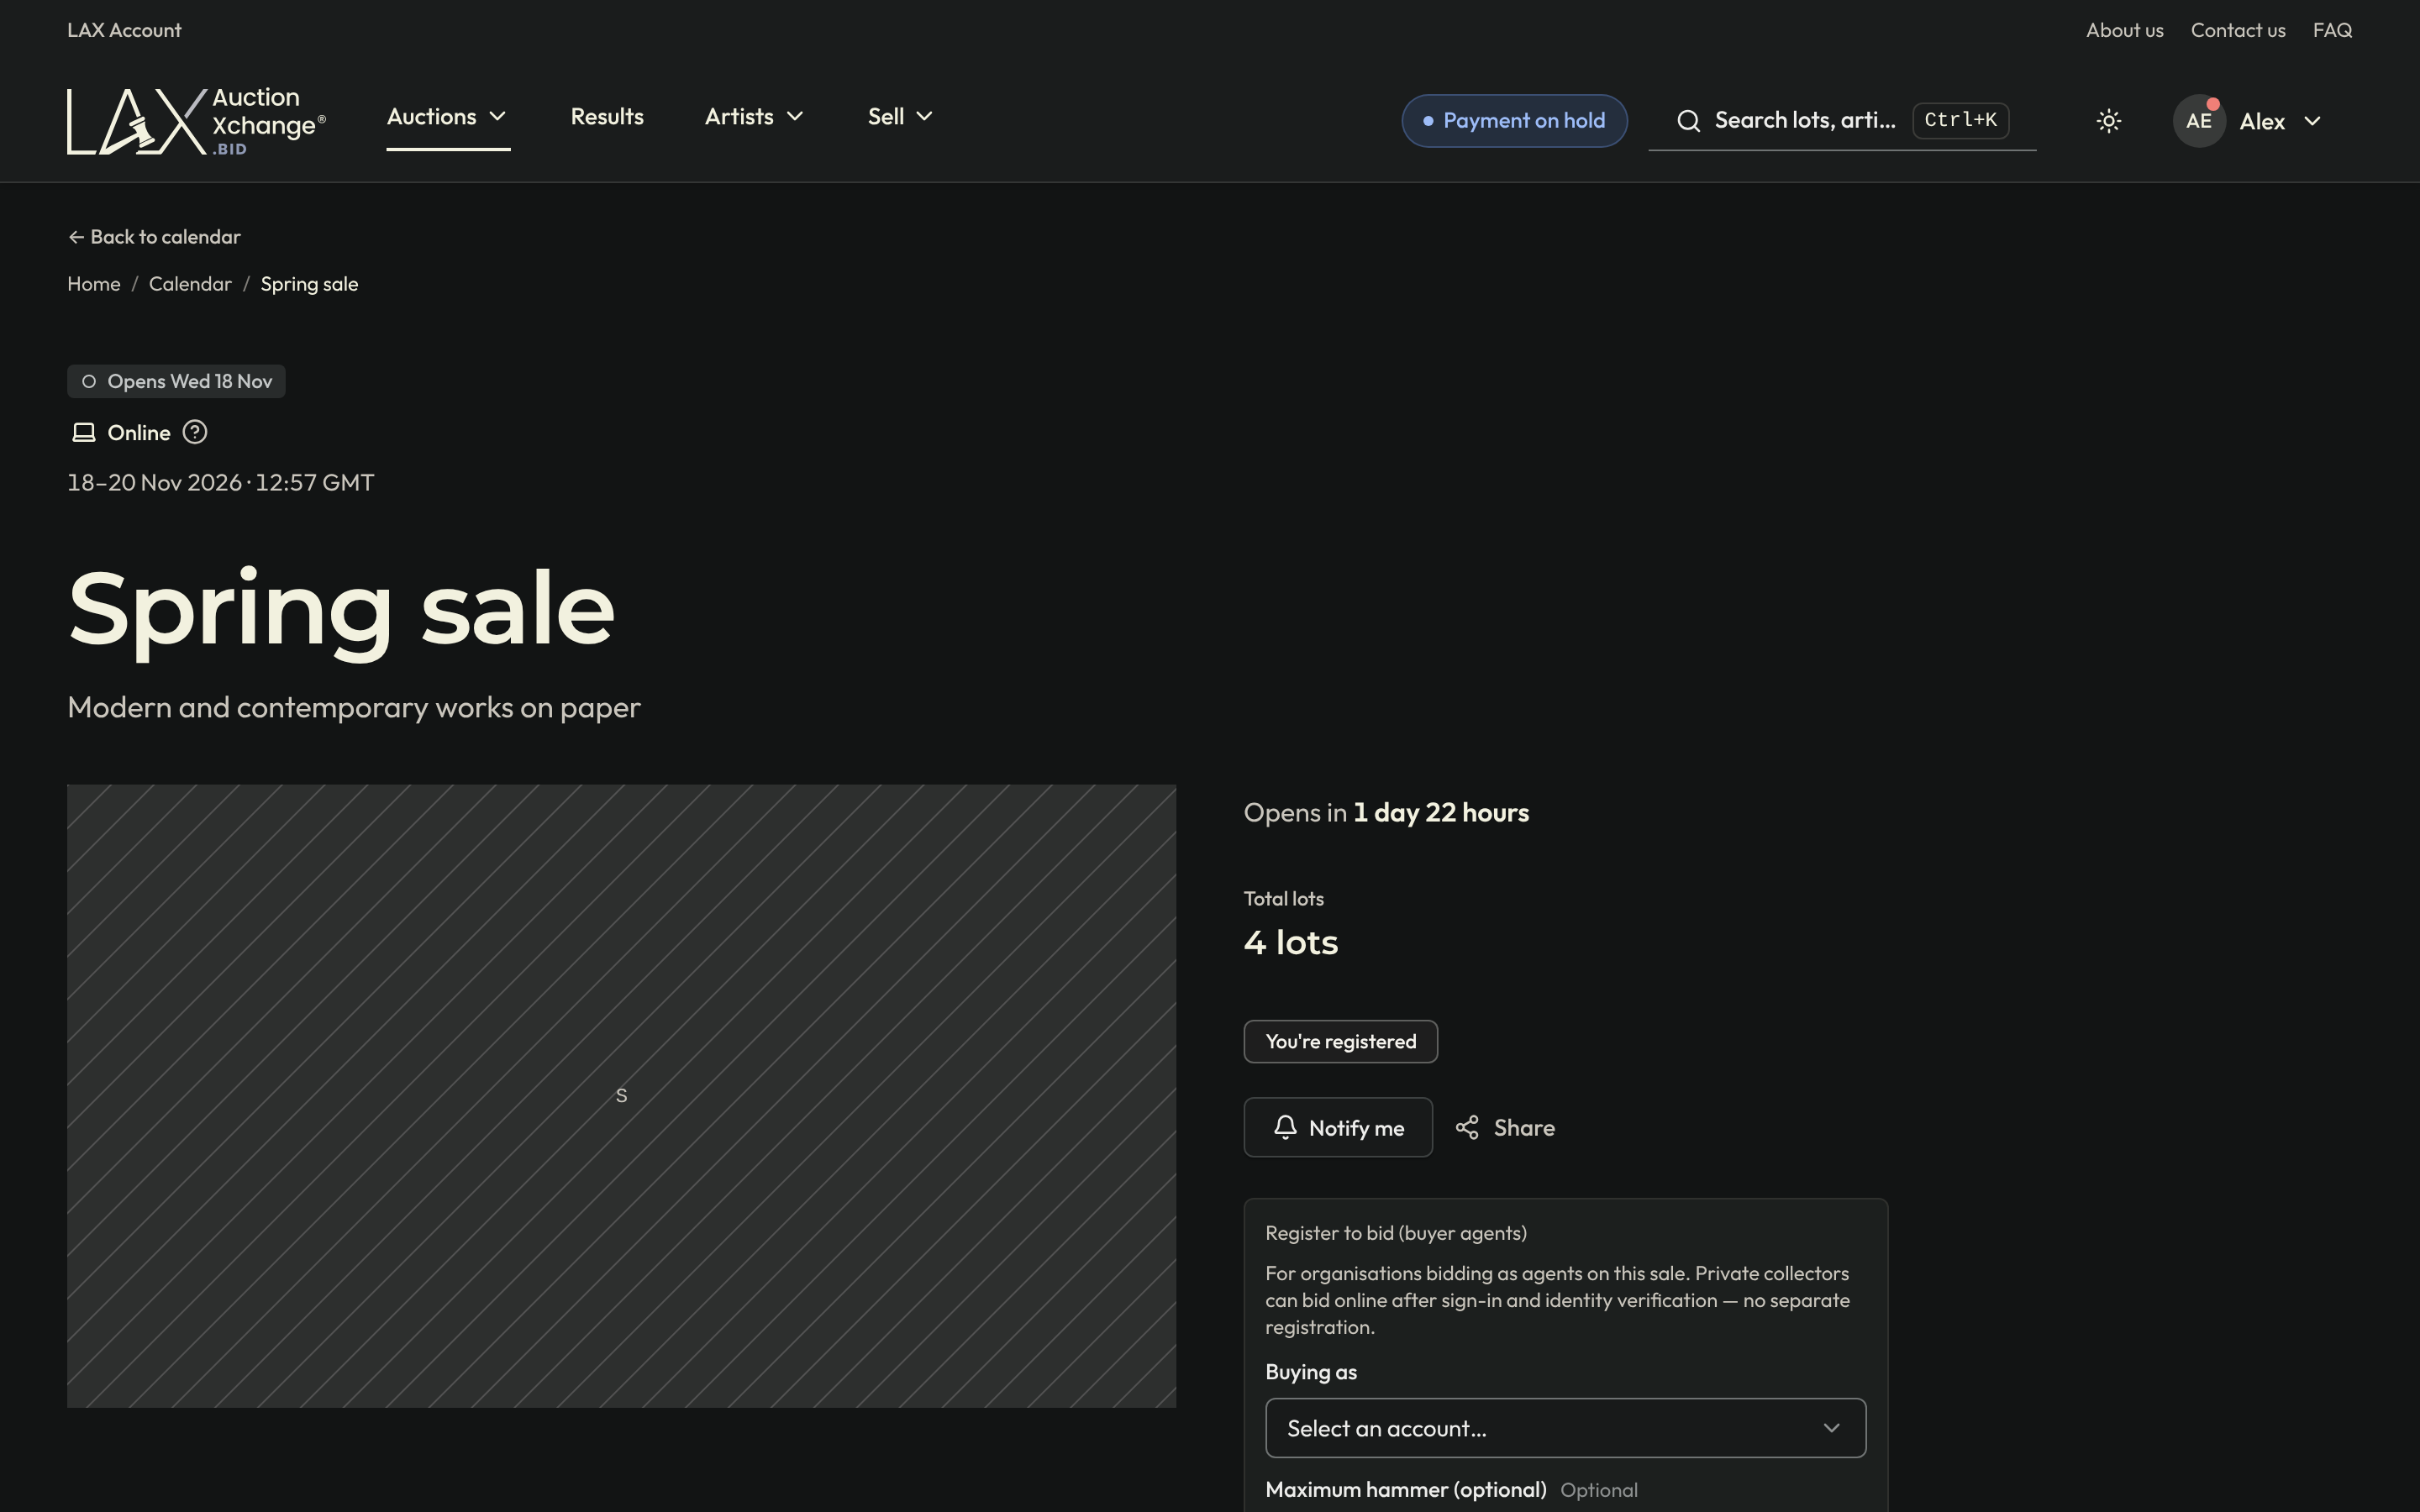 LAX Account
About us
Contact us
FAQ
LAX Auction
Xchange®
.BID
Auctions
Results
Artists
Sell
Payment on hold
Search lots, arti...
Ctrl+K
AE
Alex
← Back to calendar
Home / Calendar / Spring sale
Opens Wed 18 Nov
Online
18–20 Nov 2026 · 12:57 GMT
Spring sale
Modern and contemporary works on paper
S
Opens in 1 day 22 hours
Total lots
4 lots
You're registered
Notify me
Share
Register to bid (buyer agents)
For organisations bidding as agents on this sale. Private collectors
can bid online after sign-in and identity verification — no separate
registration.
Buying as
Select an account...
Maximum hammer (optional) Optional